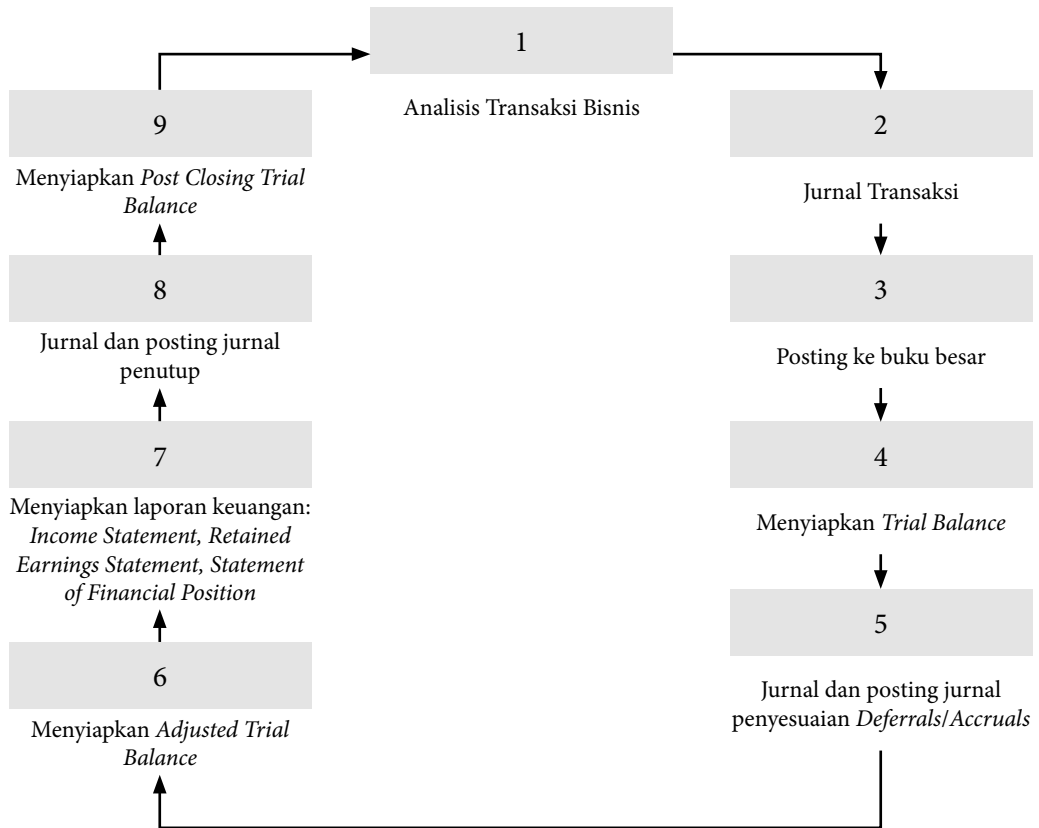 1
Analisis Transaksi Bisnis
2
Jurnal Transaksi
3
Posting ke buku besar
4
Menyiapkan Trial Balance
5
Jurnal dan posting jurnal
penyesuaian Deferrals/Accruals
6
Menyiapkan Adjusted Trial
Balance
7
Menyiapkan laporan keuangan:
Income Statement, Retained
Earnings Statement, Statement
of Financial Position
8
Jurnal dan posting jurnal
penutup
9
Menyiapkan Post Closing Trial
Balance